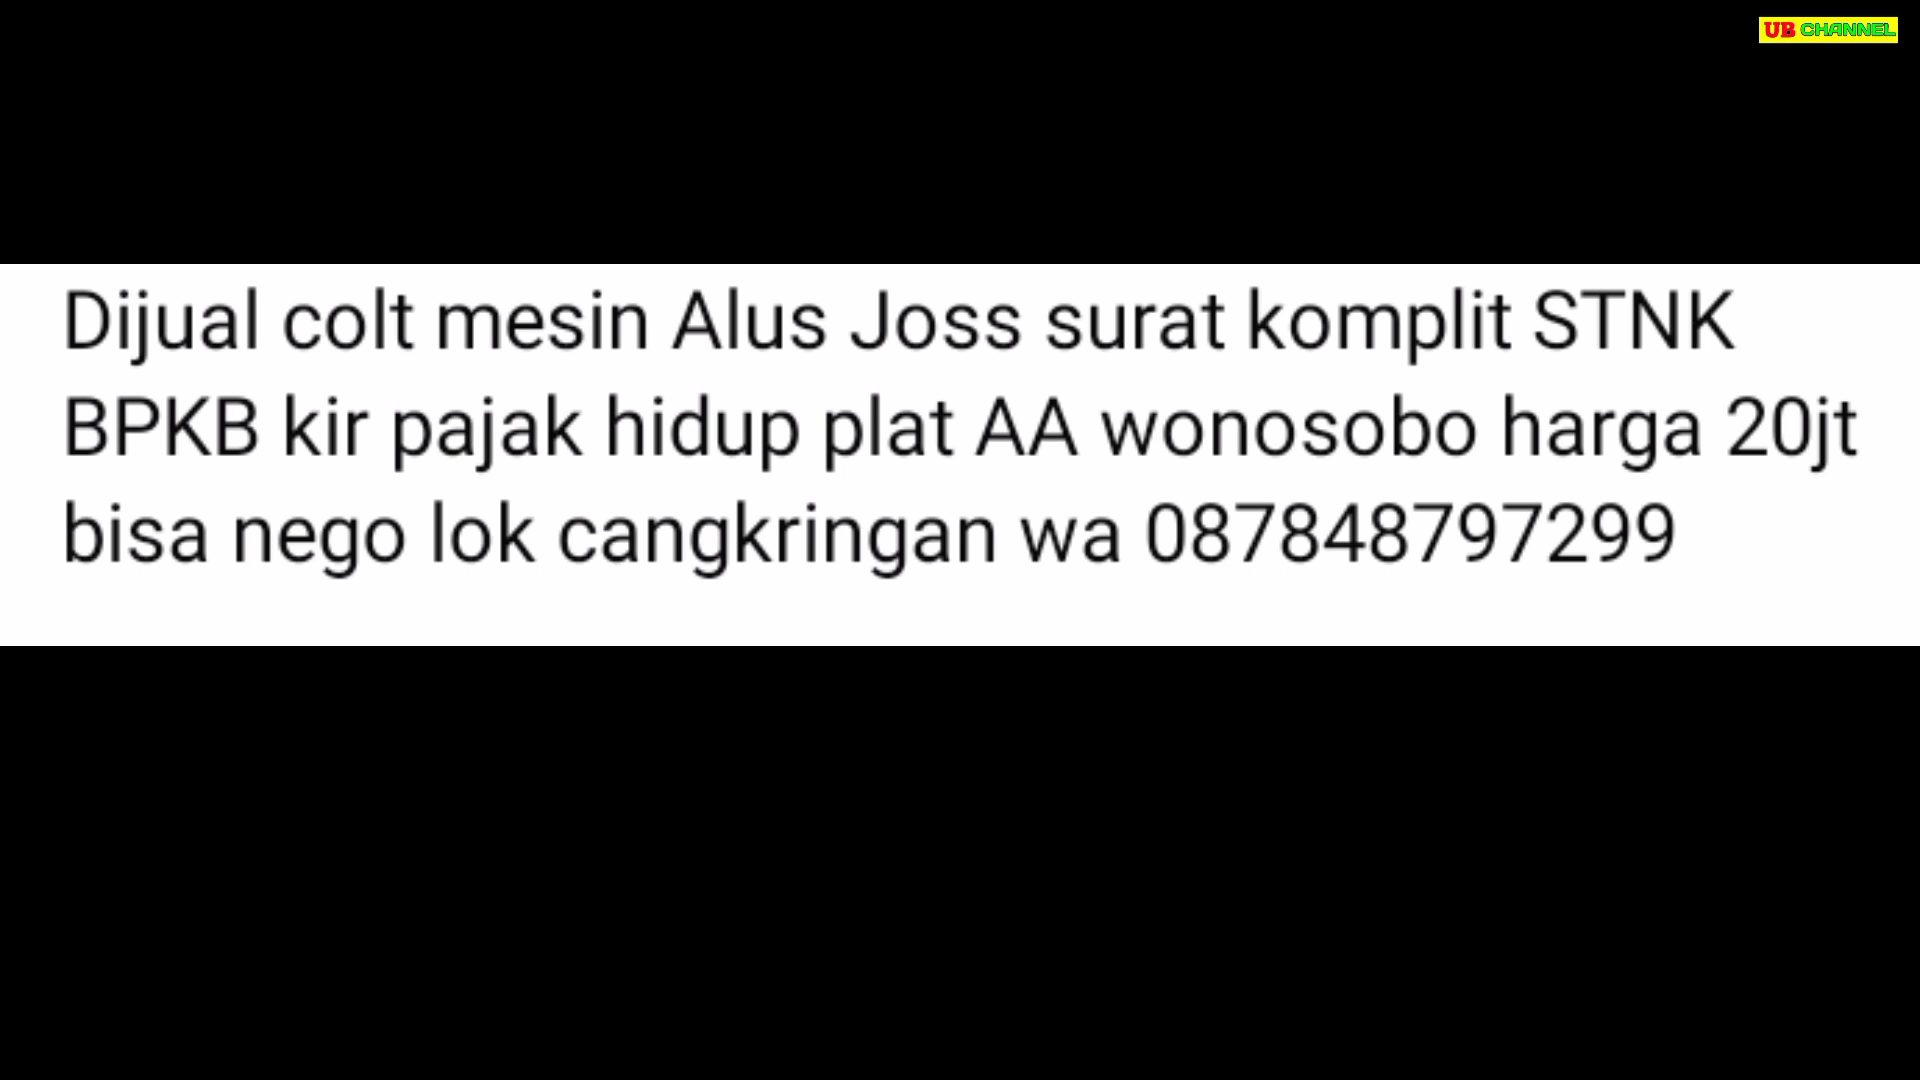 UB CHANNEL
Dijual colt mesin Alus Joss surat komplit STNK
BPKB kir pajak hidup plat AA wonosobo harga 20jt
bisa nego lok cangkringan wa 087848797299